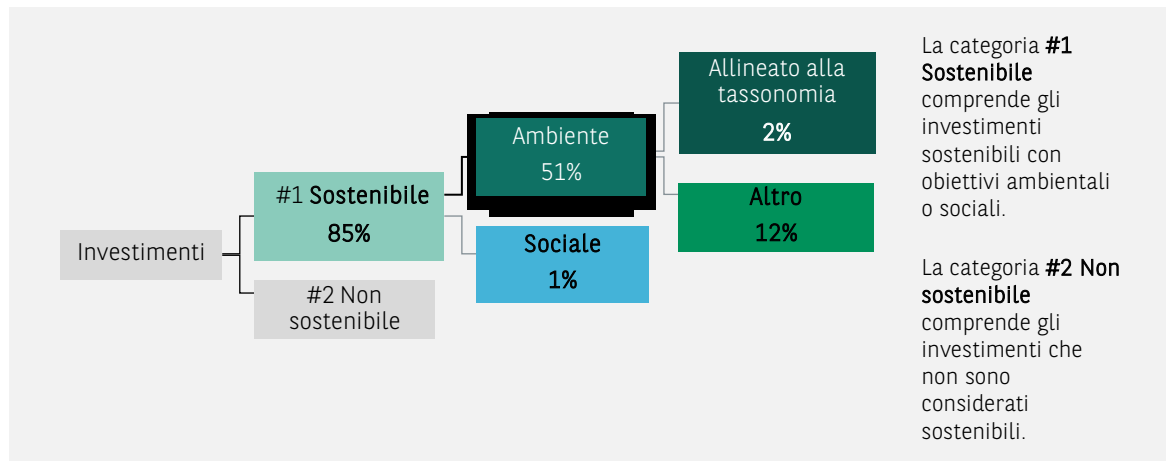 Investimenti
#1 Sostenibile
85%
#2 Non
sostenibile
Ambiente
51%
Sociale
1%
Allineato alla
tassonomia
2%
Altro
12%
La categoria #1
Sostenibile
comprende gli
investimenti
sostenibili con
obiettivi ambientali
o sociali.
La categoria #2 Non
sostenibile
comprende gli
investimenti che
non sono
considerati
sostenibili.